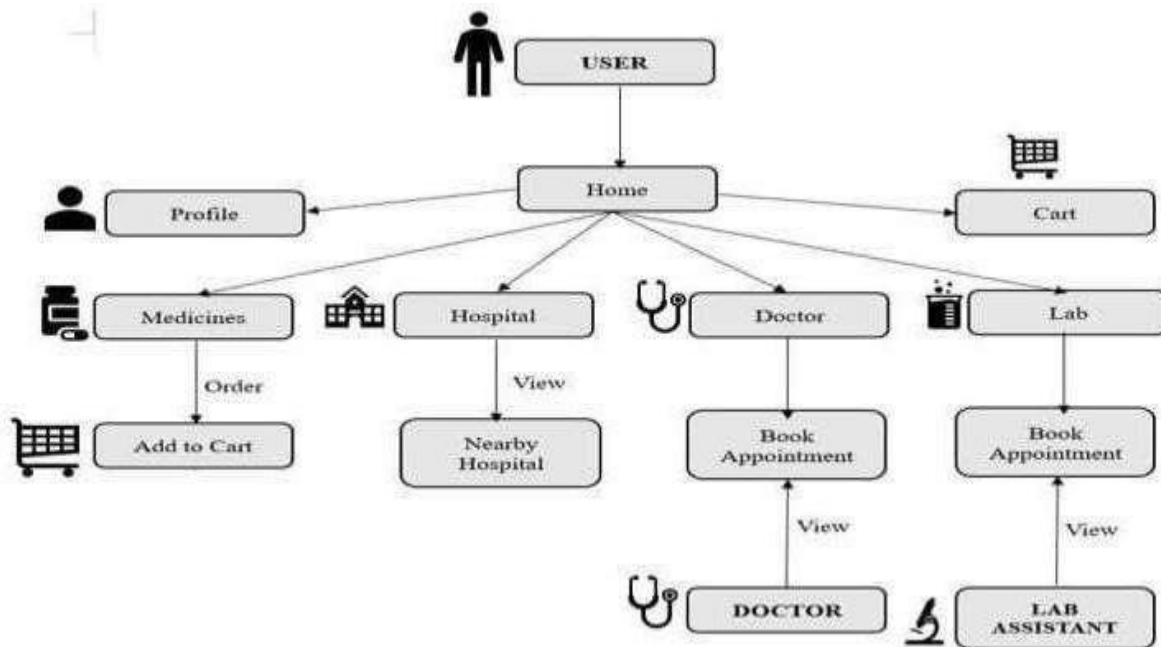 USER
Home
Profile
Cart
Medicines
Hospital
Doctor
Lab
Order
View
Add to Cart
Nearby
Hospital
Book
Appointment
Book
Appointment
View
View
DOCTOR
LAB
ASSISTANT